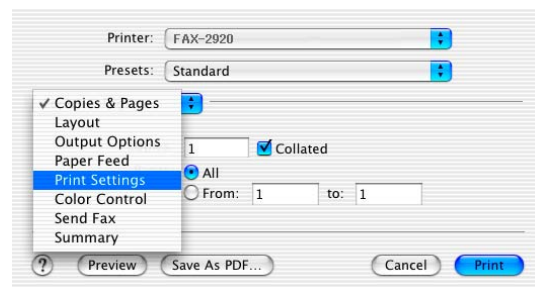 Printer: FAX-2920
Presets: Standard
✓ Copies & Pages
Layout
Output Options
Paper Feed
Print Settings
Color Control
Send Fax
Summary
1 Collated
All
From: 1 to: 1
? Preview Save As PDF... Cancel Print